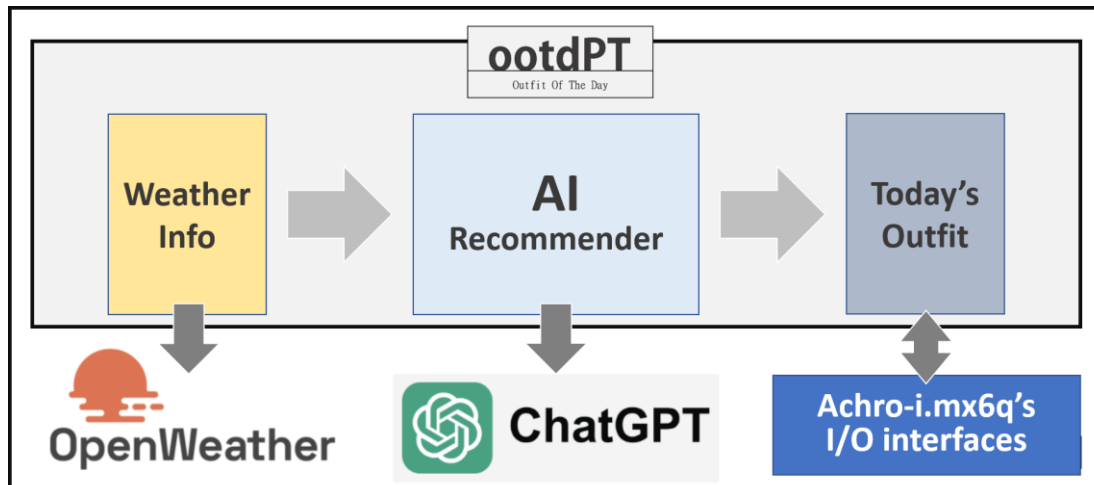 ootdPT
Outfit Of The Day
Weather
Info
AI
Recommender
Today's
Outfit
OpenWeather
ChatGPT
Achro-i.mx6q's
I/O interfaces